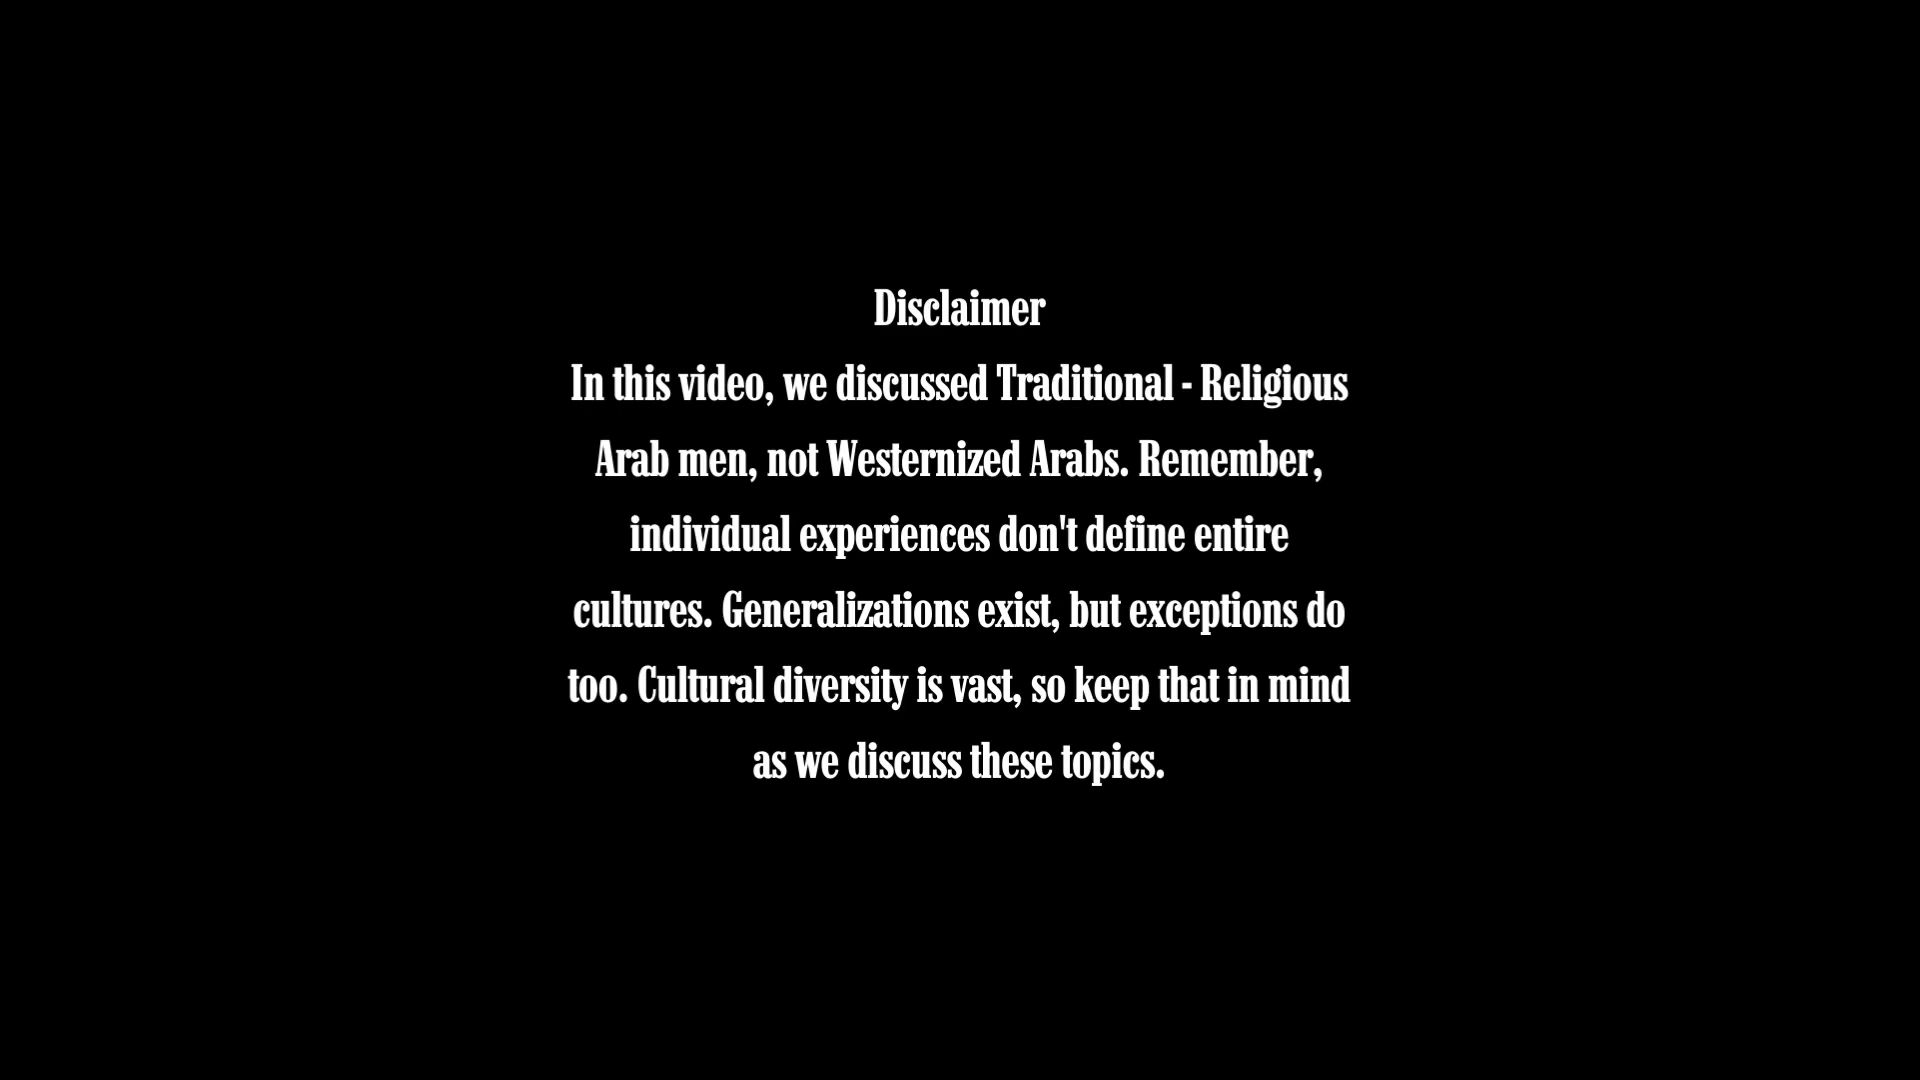 Disclaimer
In this video, we discussed Traditional - Religious
Arab men, not Westernized Arabs. Remember,
individual experiences don't define entire
cultures. Generalizations exist, but exceptions do
too. Cultural diversity is vast, so keep that in mind
as we discuss these topics.